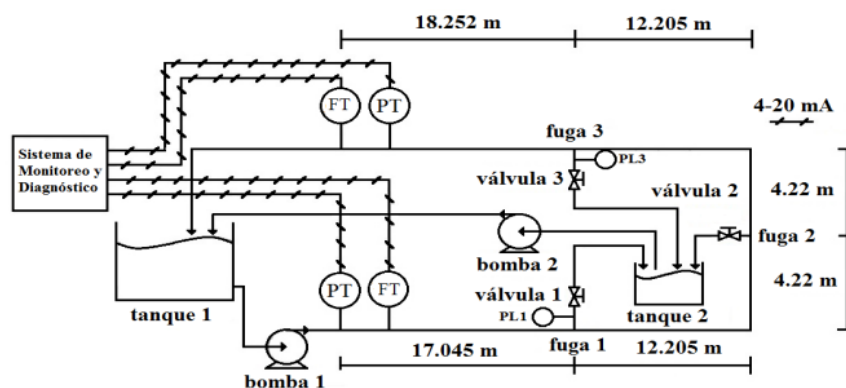 18.252 m
12.205 m
FT
PT
4-20 mA
fuga 3
Sistema de
Monitoreo y
Diagnóstico
PL3
válvula 3
válvula 2
4.22 m
fuga 2
bomba 2
PT
FT
válvula 1
4.22 m
tanque 1
PL1
tanque 2
17.045 m
fuga 1
12.205 m
bomba 1